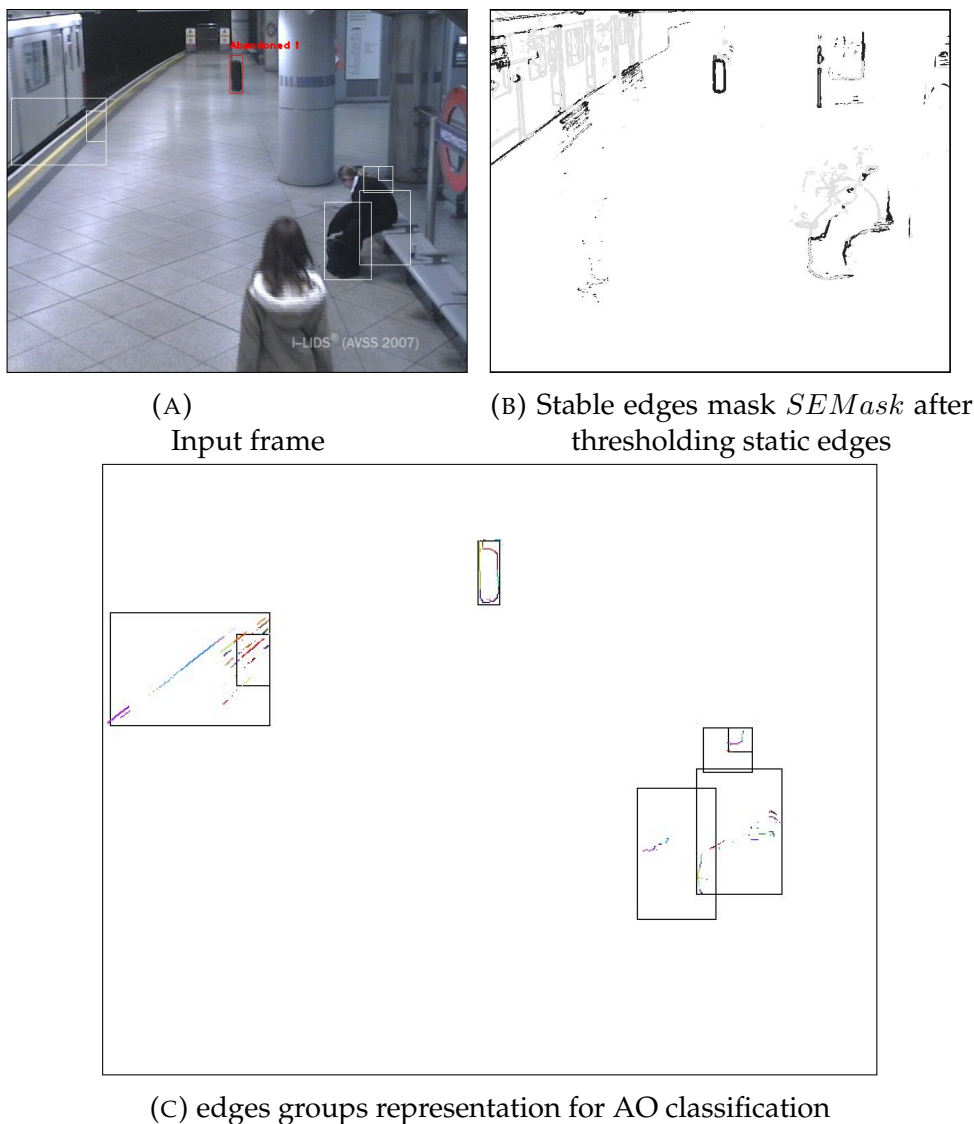 Abandoned !
i-LIDS® (AVSS 2007)
(A)
Input frame
(B) Stable edges mask SEMask after
thresholding static edges
(C) edges groups representation for AO classification